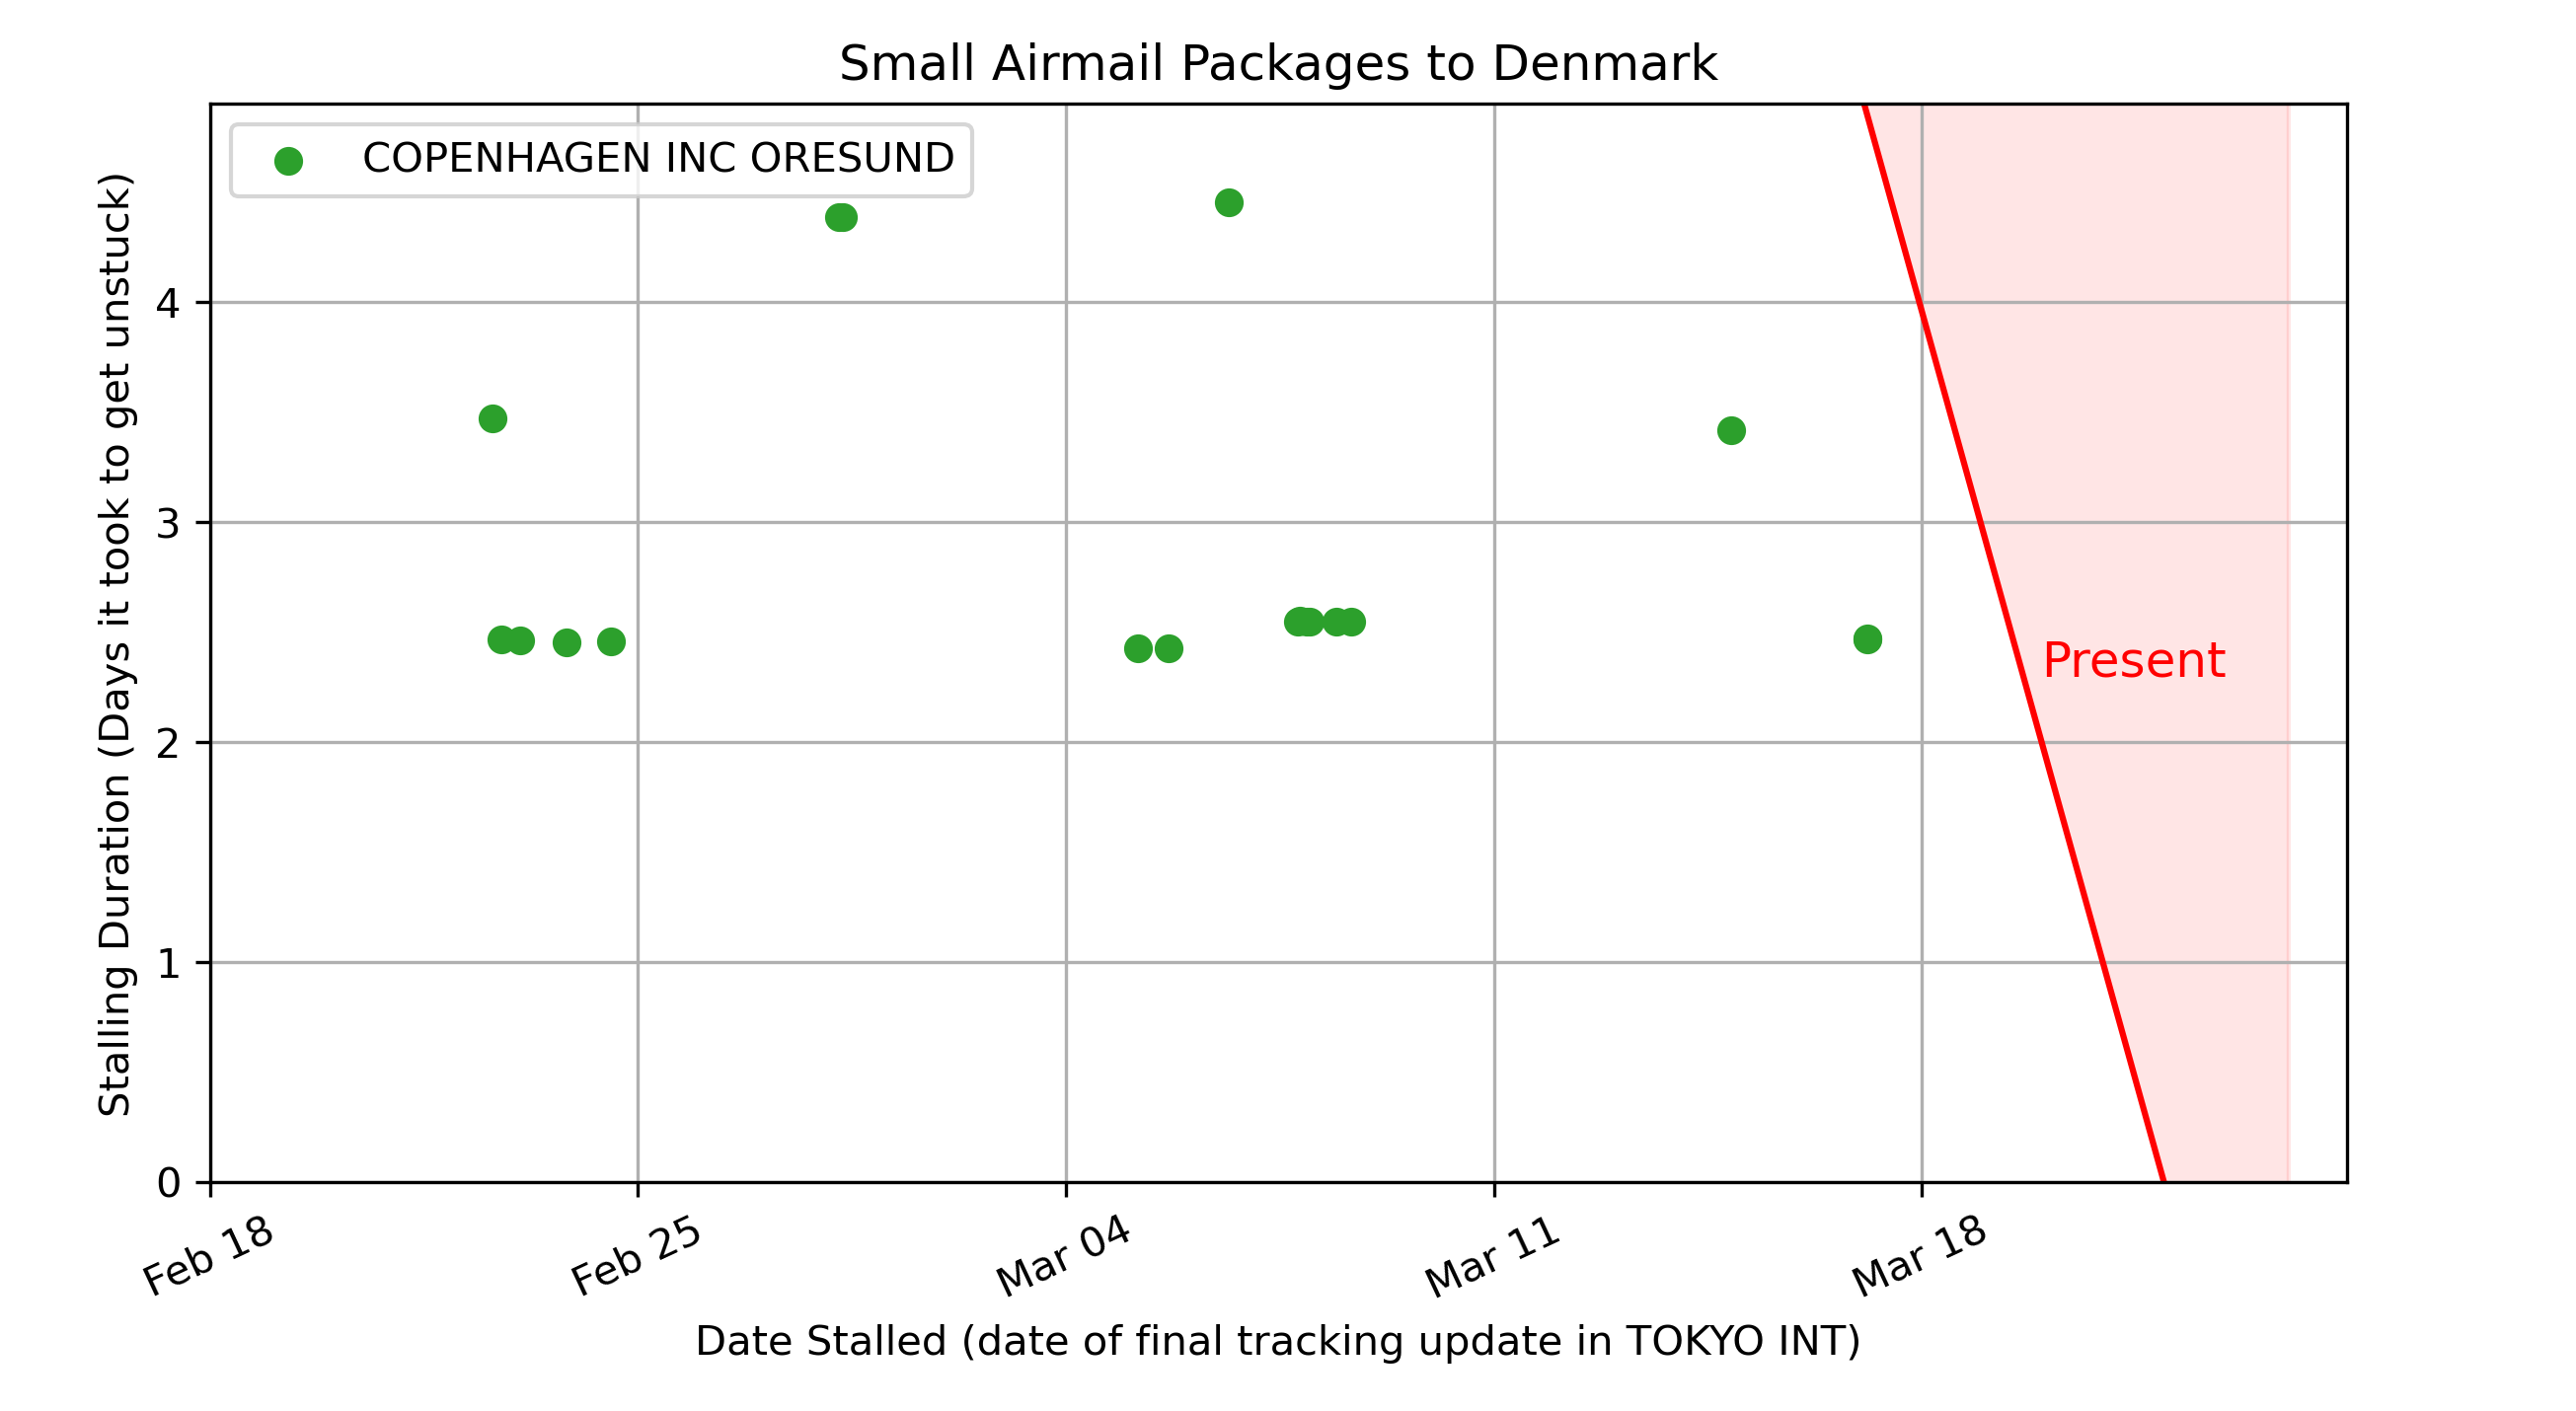 Small Airmail Packages to Denmark
COPENHAGEN INC ORESUND
Stalling Duration (Days it took to get unstuck)
4
3
2
1
0
Present
Feb 18
Feb 25
Mar 04
Mar 11
Mar 18
Date Stalled (date of final tracking update in TOKYO INT)